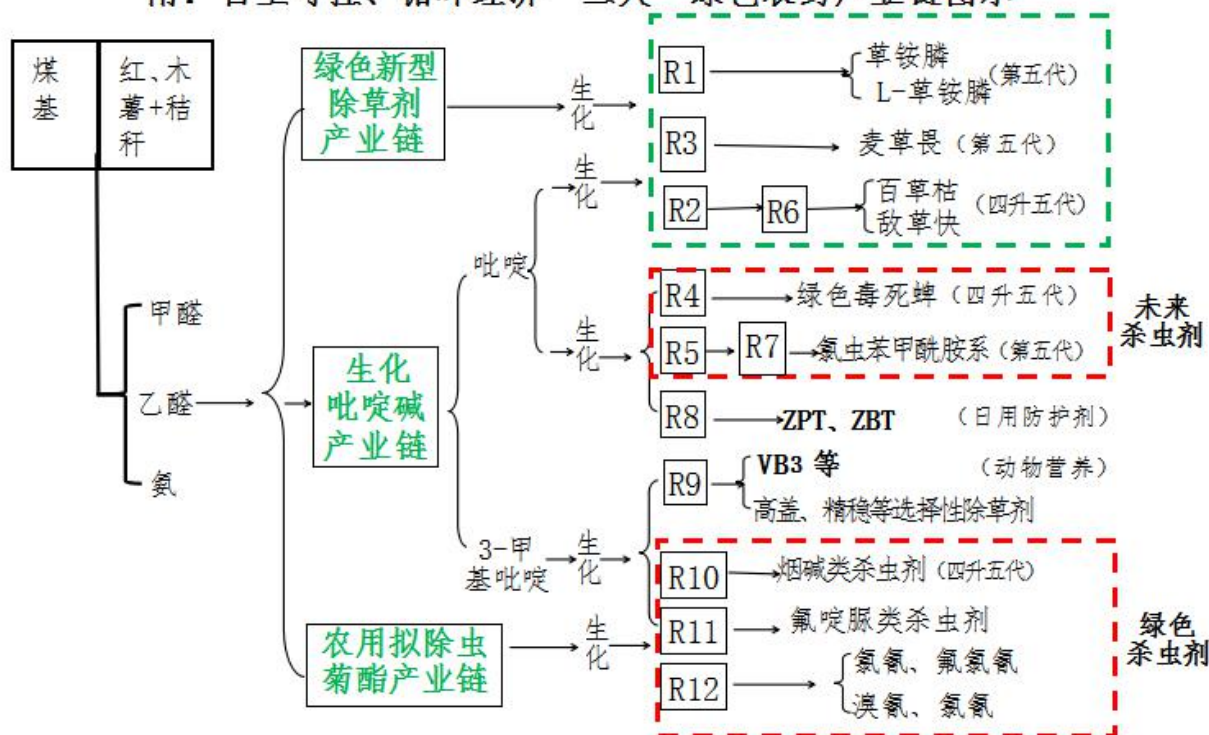 煤基
红、木薯+秸秆
甲醛
乙醛
氨
绿色新型
除草剂
产业链
生化
R1
草铵膦
L-草铵膦
(第五代)
R3
麦草畏(第五代)
生化
R2
R6
百草枯
敌草快
(四升五代)
吡啶
生化
吡啶碱
产业链
生化
R4
绿色毒死蜱(四升五代)
R5
R7
氯虫苯甲酰胺系(第五代)
未来
杀虫剂
R8
ZPT、ZBT
(日用防护剂)
R9
VB3 等
(动物营养)
高盖、精稳等选择性除草剂
3-甲
基吡啶
生化
R10
烟碱类杀虫剂(四升五代)
R11
氟啶脲类杀虫剂
绿色
杀虫剂
农用拟除虫
菊酯产业链
生化
R12
氯氰、氟氯氰
溴氰、氯氰